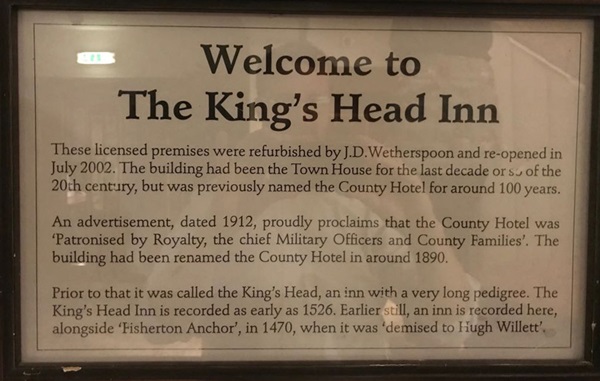 Welcome to
The King's Head Inn
These licensed premises were refurbished by J.D.Wetherspoon and re-opened in
July 2002. The building had been the Town House for the last decade or so of the
20th century, but was previously named the County Hotel for around 100 years.
An advertisement, dated 1912, proudly proclaims that the County Hotel was
'Patronised by Royalty, the chief Military Officers and County Families'. The
building had been renamed the County Hotel in around 1890.
Prior to that it was called the King's Head, an inn with a very long pedigree. The
King's Head Inn is recorded as early as 1526. Earlier still, an inn is recorded here,
alongside 'Fisherton Anchor', in 1470, when it was 'demised to Hugh Willett'.